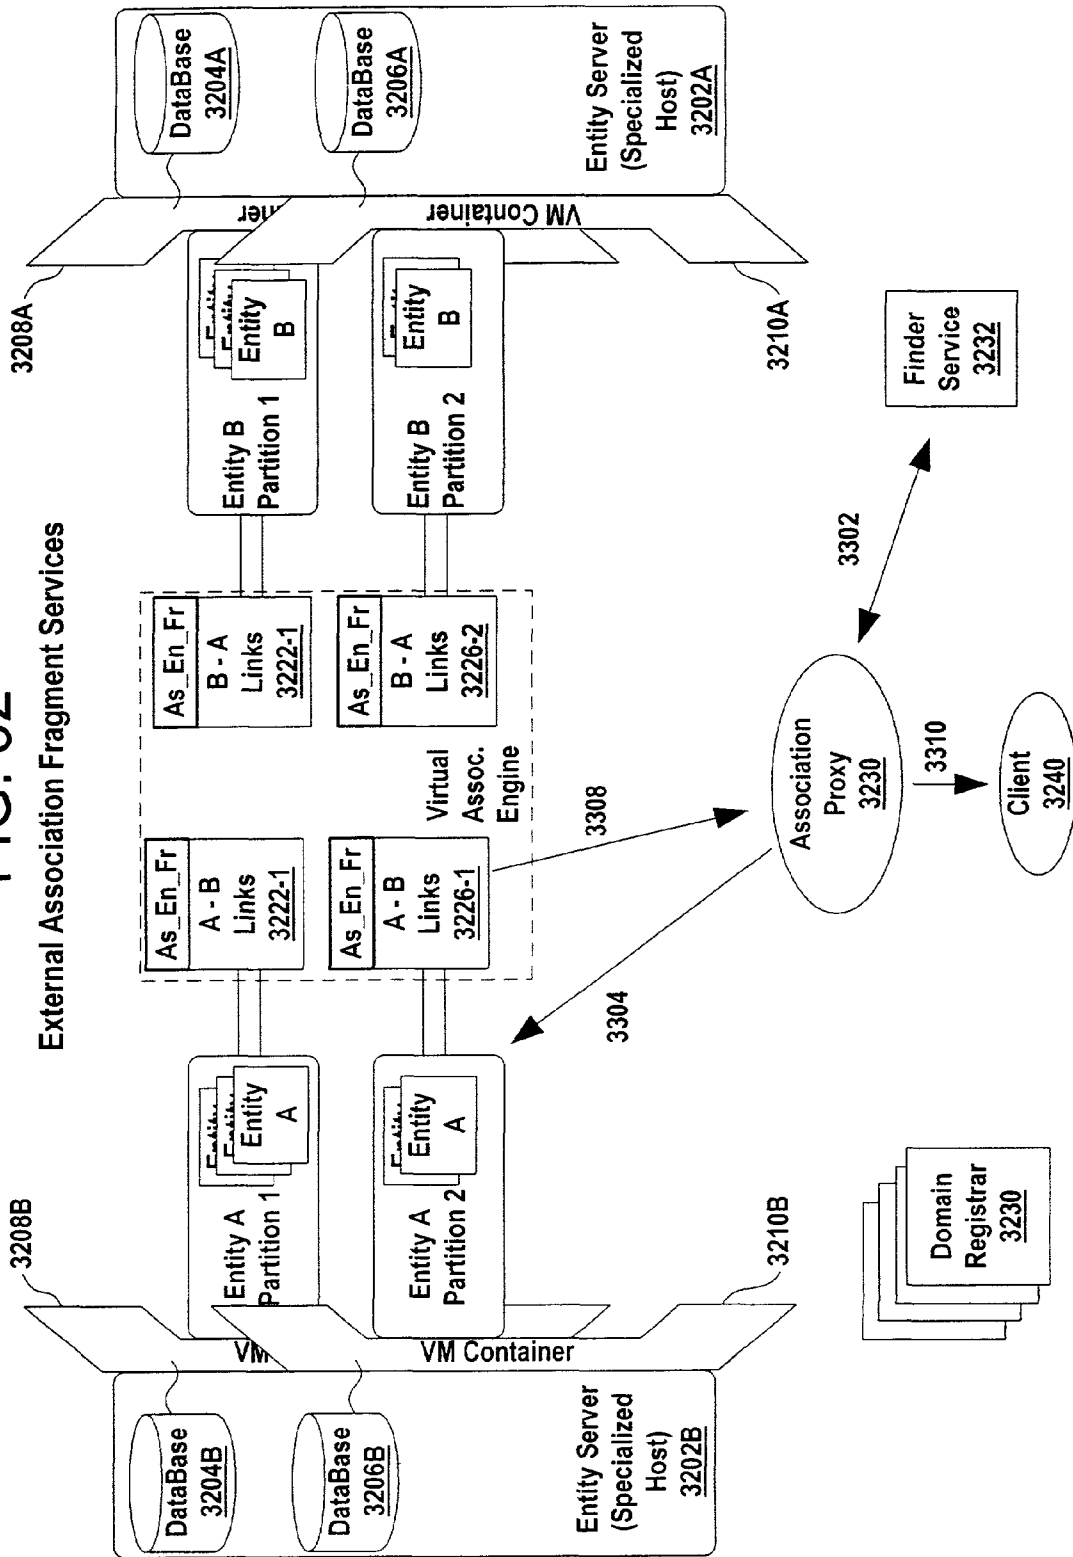 FIG. 32
External Association Fragment Services
3208B
3208A
DataBase
3204B
VM
Entity A
Partition 1
Entity
Entity
Entity
A
As_En_Fr
A - B
Links
3222-1
As_En_Fr
B - A
Links
3222-1
Entity B
Partition 1
Entity
Entity
Entity
B
DataBase
3204A
DataBase
3206B
VM Container
Entity A
Partition 2
Entity
A
As_En_Fr
A - B
Links
3226-1
Virtual
Assoc.
Engine
As_En_Fr
B - A
Links
3226-2
Entity B
Partition 2
Entity
B
VM Container
DataBase
3206A
Entity Server
(Specialized
Host)
3202B
Entity Server
(Specialized
Host)
3202A
3210B
3304
3308
3302
3210A
Domain
Registrar
3230
Association
Proxy
3230
Finder
Service
3232
3310
Client
3240